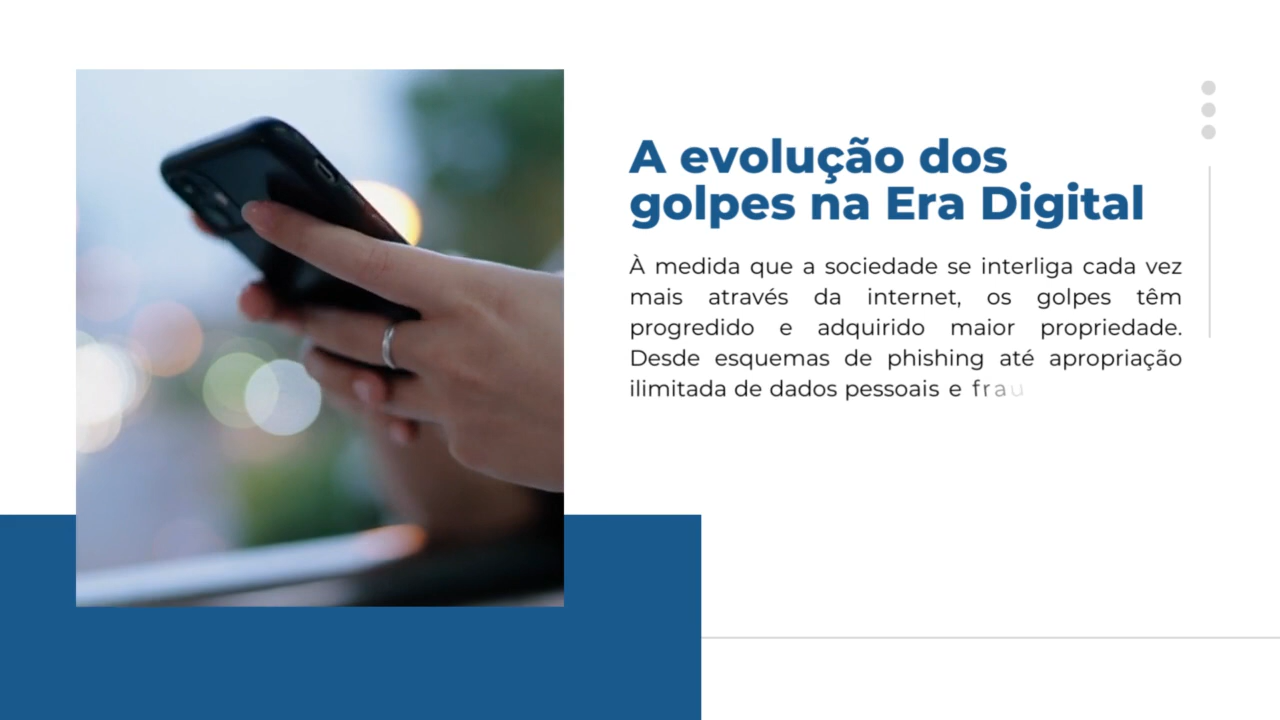 A evolução dos
golpes na Era Digital
À medida que a sociedade se interliga cada vez
mais através da internet, os golpes têm
progredido e adquirido maior propriedade.
Desde esquemas de phishing até apropriação
ilimitada de dados pessoais e frau